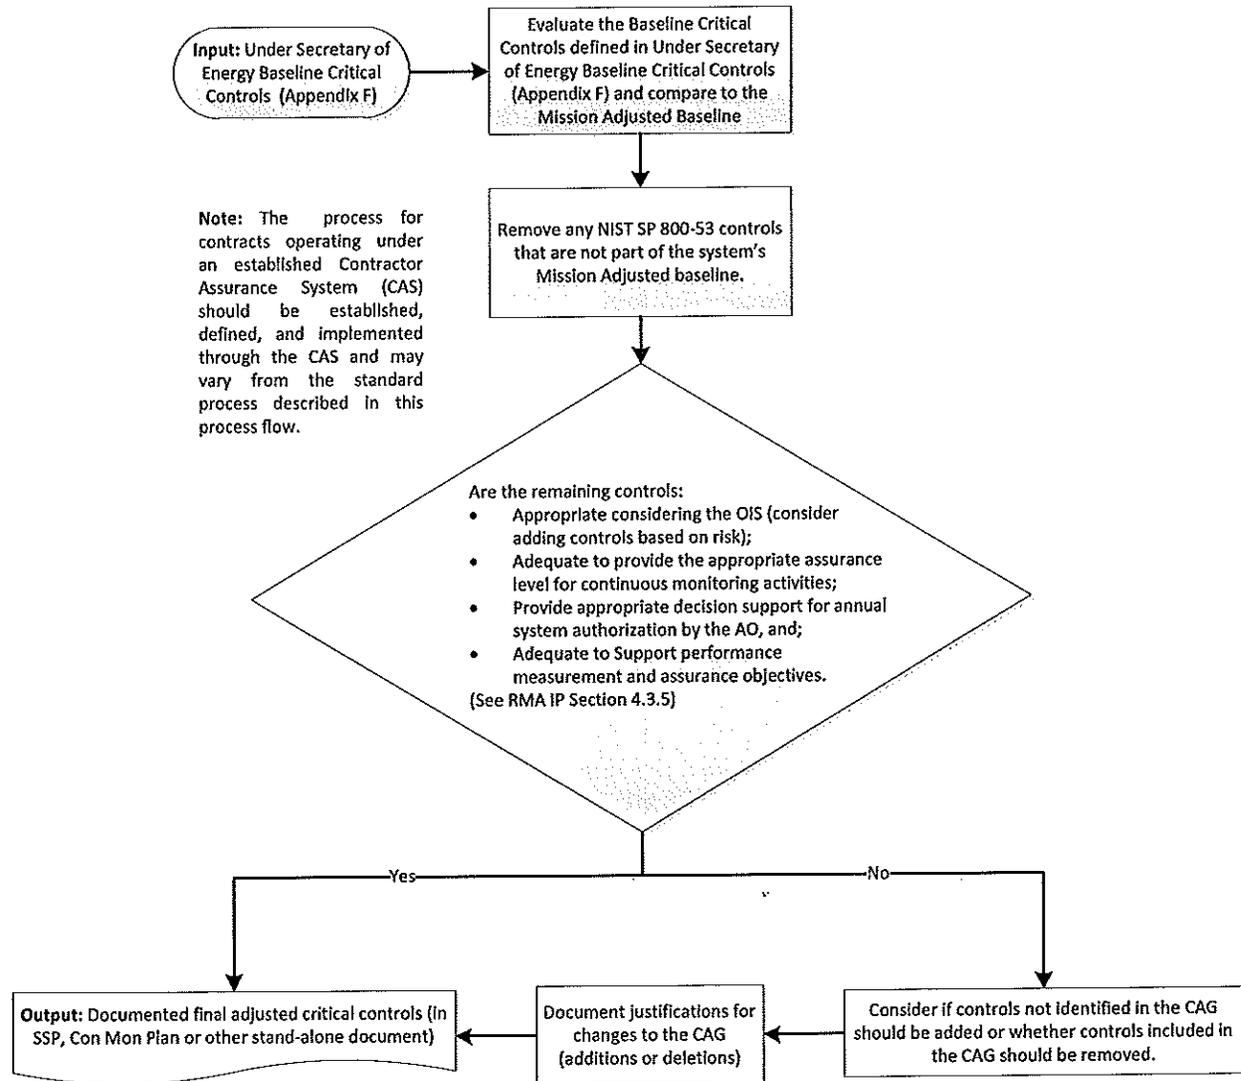 Input: Under Secretary of
Energy Baseline Critical
Controls (Appendix F)
Evaluate the Baseline Critical
Controls defined in Under Secretary
of Energy Baseline Critical Controls
(Appendix F) and compare to the
Mission Adjusted Baseline
Note: The process for
contracts operating under
an established Contractor
Assurance System (CAS)
should be established,
defined, and implemented
through the CAS and may
vary from the standard
process described in this
process flow.
Remove any NIST SP 800-53 controls
that are not part of the system's
Mission Adjusted baseline.
Are the remaining controls:
• Appropriate considering the OIS (consider
adding controls based on risk);
• Adequate to provide the appropriate assurance
level for continuous monitoring activities;
• Provide appropriate decision support for annual
system authorization by the AO, and;
• Adequate to Support performance
measurement and assurance objectives.
(See RMA IP Section 4.3.5)
Yes
No
Output: Documented final adjusted critical controls (in
SSP, Con Mon Plan or other stand-alone document)
Document justifications for
changes to the CAG
(additions or deletions)
Consider if controls not identified in the CAG
should be added or whether controls included in
the CAG should be removed.